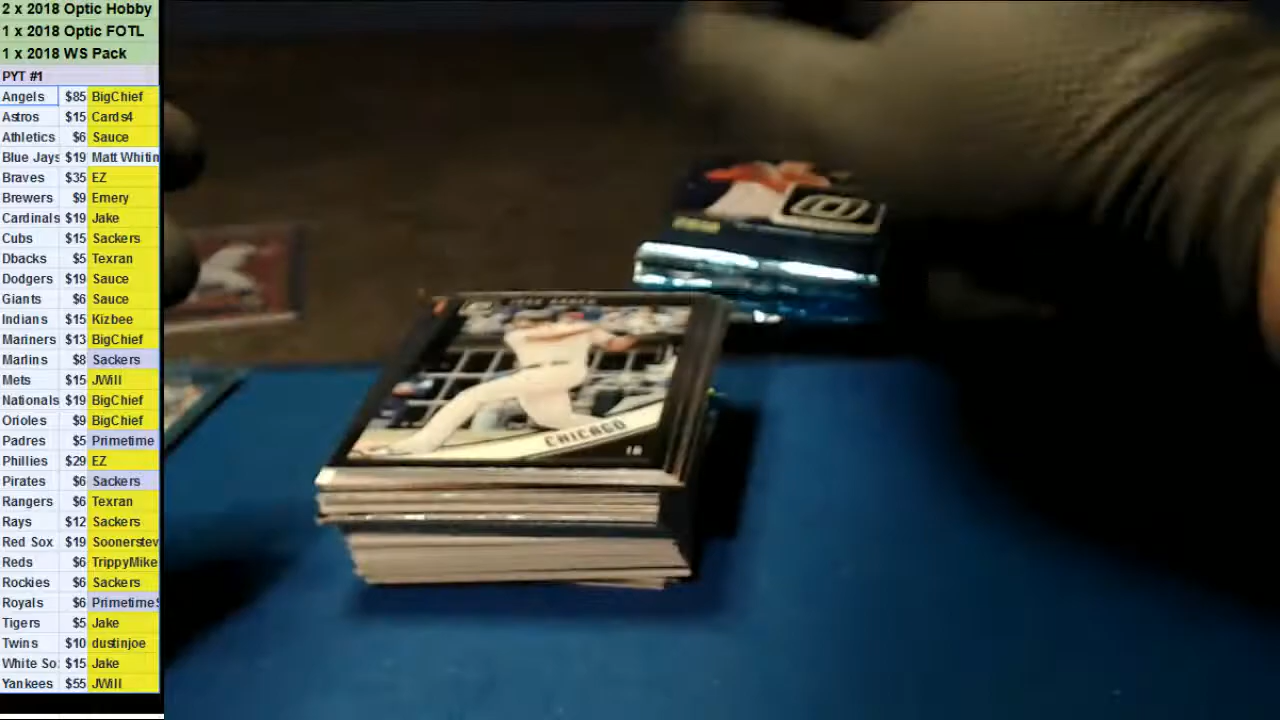 2 x 2018 Optic Hobby
1 x 2018 Optic FOTL
1 x 2018 WS Pack
PYT #1
Angels $85 BigChief
Astros $15 Cards4
Athletics $6 Sauce
Blue Jays $19 Matt Whitin
Braves $35 EZ
Brewers $9 Emery
Cardinals $19 Jake
Cubs $15 Sackers
Dbacks $5 Texran
Dodgers $19 Sauce
Giants $6 Sauce
Indians $15 Kizbee
Mariners $13 BigChief
Marlins $8 Sackers
Mets $15 JWill
Nationals $19 BigChief
Orioles $9 BigChief
Padres $5 Primetime
Phillies $29 EZ
Pirates $6 Sackers
Rangers $6 Texran
Rays $12 Sackers
Red Sox $19 Soonerstev
Reds $6 TrippyMike
Rockies $6 Sackers
Royals $6 PrimetimeS
Tigers $5 Jake
Twins $10 dustinjoe
White So $15 Jake
Yankees $55 JWill
CHICAGO